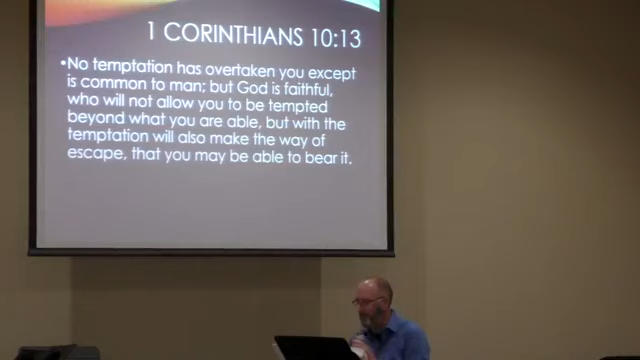 1 CORINTHIANS 10:13
•No temptation has overtaken you except
is common to man; but God is faithful,
who will not allow you to be tempted
beyond what you are able, but with the
temptation will also make the way of
escape, that you may be able to bear it.